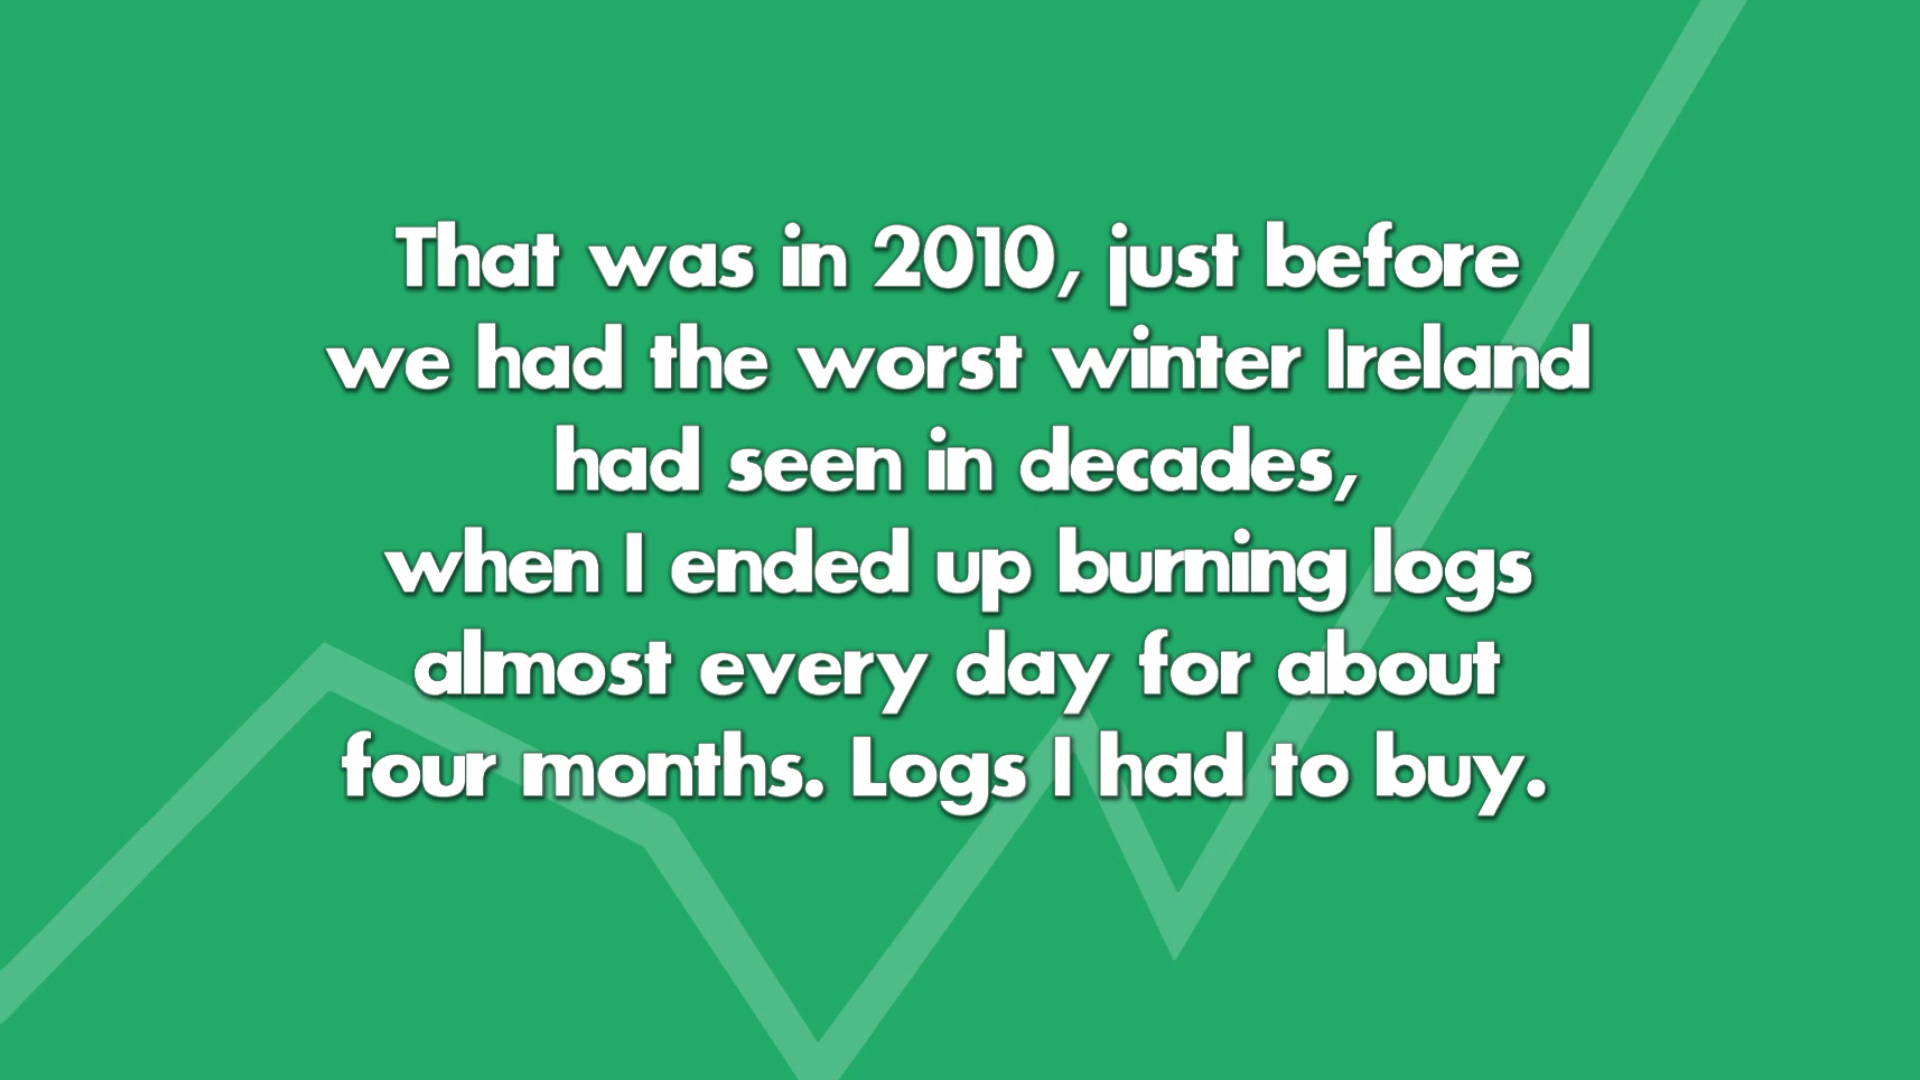 That was in 2010, just before
we had the worst winter Ireland
had seen in decades,
when I ended up burning logs
almost every day for about
four months. Logs I had to buy.